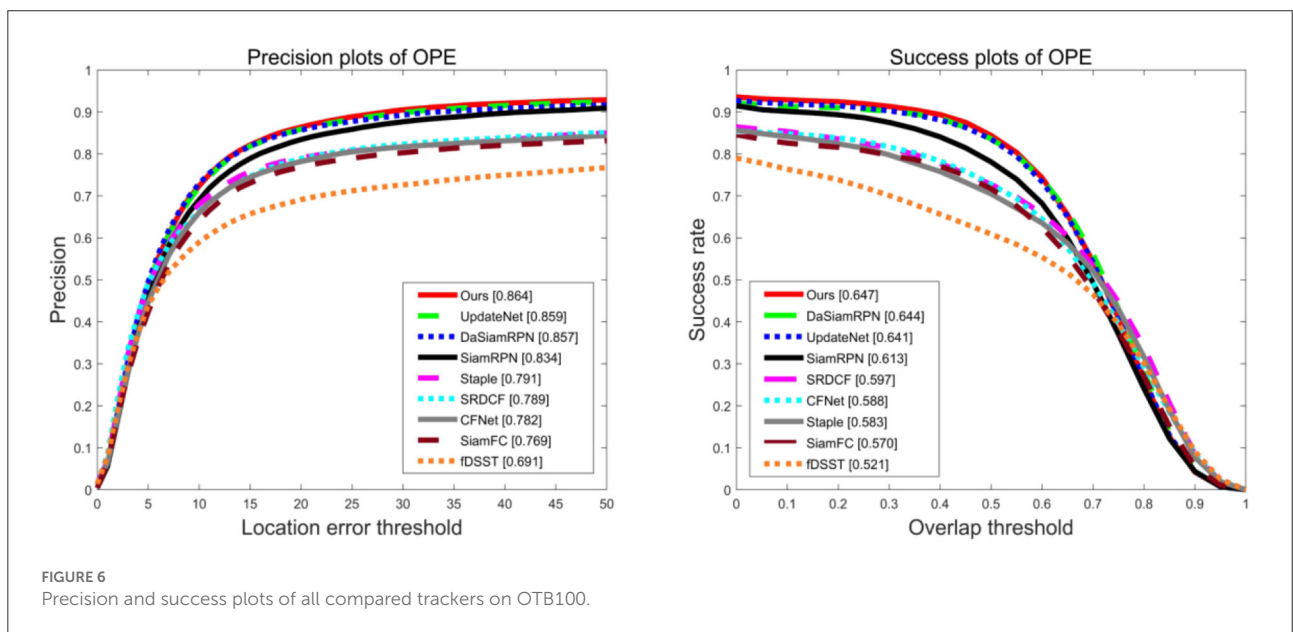 Precision plots of OPE
1
0.9
0.8
0.7
0.6
0.5
0.4
0.3
0.2
0.1
0
Precision
Ours [0.864]
UpdateNet [0.859]
DaSiamRPN [0.857]
SiamRPN [0.834]
Staple [0.791]
SRDCF [0.789]
CFNet [0.782]
SiamFC [0.769]
fDSST [0.691]
0 5 10 15 20 25 30 35 40 45 50
Location error threshold
Success plots of OPE
1
0.9
0.8
0.7
0.6
0.5
0.4
0.3
0.2
0.1
0
Success rate
Ours [0.647]
DaSiamRPN [0.644]
UpdateNet [0.641]
SiamRPN [0.613]
SRDCF [0.597]
CFNet [0.588]
Staple [0.583]
SiamFC [0.570]
fDSST [0.521]
0 0.1 0.2 0.3 0.4 0.5 0.6 0.7 0.8 0.9 1
Overlap threshold
FIGURE 6
Precision and success plots of all compared trackers on OTB100.